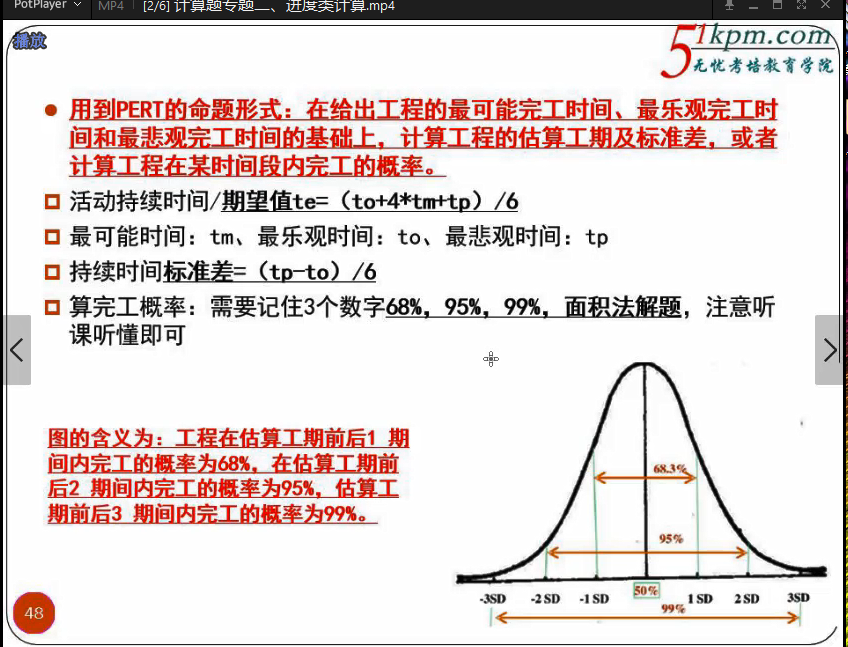 PotPlayer
MP4
[2/6] 计算题专题二、进度类计算.mp4
播放
51kpm.com
无忧考培教育学院
用到PERT的命题形式：在给出工程的最可能完工时间、最乐观完工时
间和最悲观完工时间的基础上，计算工程的估算工期及标准差，或者
计算工程在某时间段内完工的概率。
活动持续时间/期望值te=（to+4*tm+tp）/6
最可能时间：tm、最乐观时间：to、最悲观时间：tp
持续时间标准差=（tp-to）/6
算完工概率：需要记住3个数字68%，95%，99%，面积法解题，注意听
课听懂即可
图的含义为：工程在估算工期前后1 期
间内完工的概率为68%，在估算工期前
后2 期间内完工的概率为95%，估算工
期前后3 期间内完工的概率为99%。
68.3%
95%
-3SD -2SD -1SD 50% 1SD 2SD 3SD
99%
48